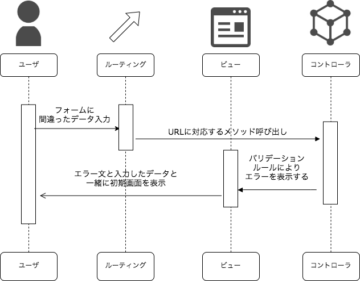 ユーザ
ルーティング
ビュー
コントローラ
フォームに
間違ったデータ入力
URLに対応するメソッド呼び出し
バリデーション
ルールにより
エラーを表示する
エラー文と入力したデータと
一緒に初期画面を表示
ユーザ
ルーティング
ビュー
コントローラ